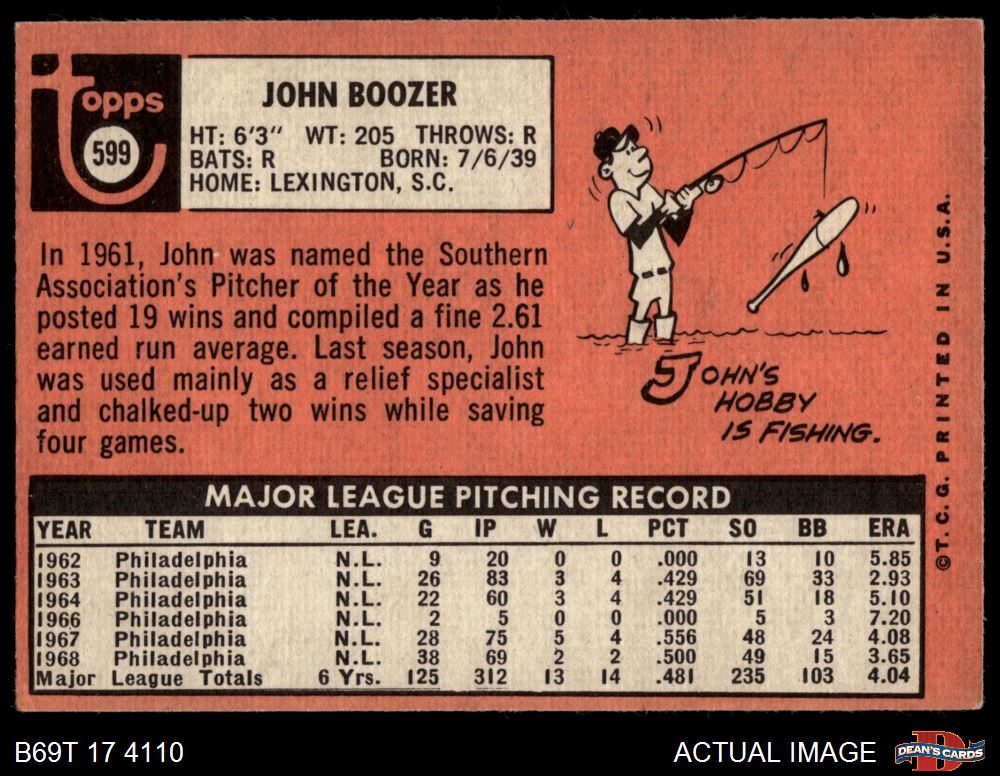 topps
599
JOHN BOOZER
HT: 6'3" WT: 205 THROWS: R
BATS: R BORN: 7/6/39
HOME: LEXINGTON, S.C.
In 1961, John was named the Southern
Association's Pitcher of the Year as he
posted 19 wins and compiled a fine 2.61
earned run average. Last season, John
was used mainly as a relief specialist
and chalked-up two wins while saving
four games.
JOHN'S
HOBBY
IS FISHING.
©T.C.G. PRINTED IN U.S.A.
MAJOR LEAGUE PITCHING RECORD
YEAR TEAM LEA. G IP W L PCT SO BB ERA
1962 Philadelphia N.L. 9 20 0 0 .000 13 10 5.85
1963 Philadelphia N.L. 26 83 3 4 .429 69 33 2.93
1964 Philadelphia N.L. 22 60 3 4 .429 51 18 5.10
1966 Philadelphia N.L. 2 5 0 0 .000 5 3 7.20
1967 Philadelphia N.L. 28 75 5 4 .556 48 24 4.08
1968 Philadelphia N.L. 38 69 2 2 .500 49 15 3.65
Major League Totals 6 Yrs. 125 312 13 14 .481 235 103 4.04
B69T 17 4110
ACTUAL IMAGE
D
DEAN'S CARDS